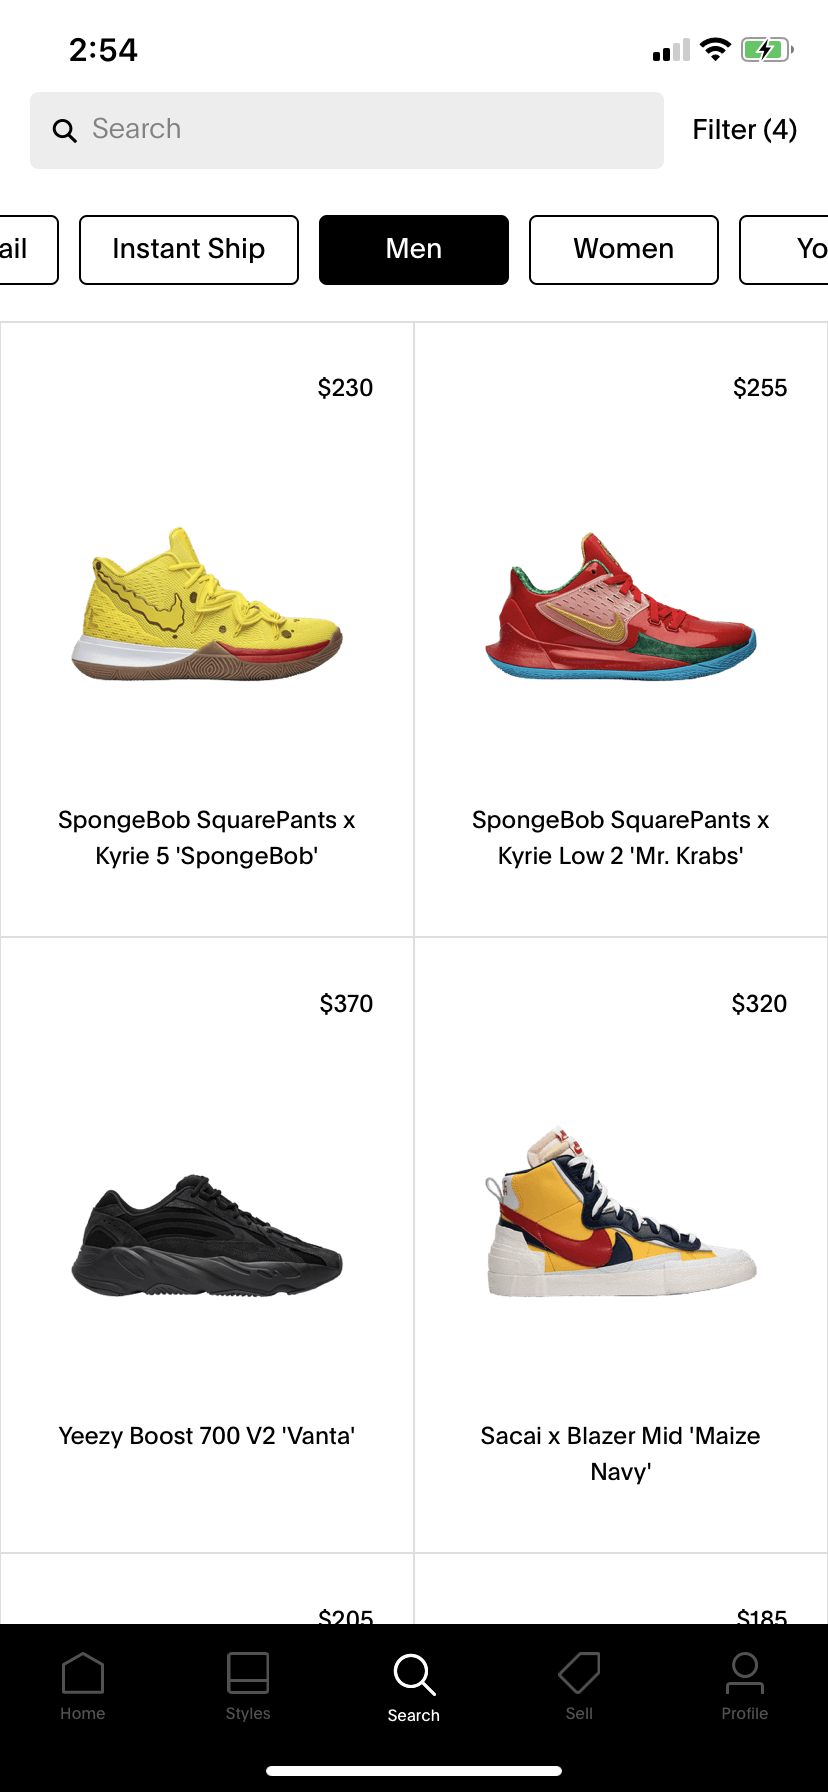 2:54
Search
Filter (4)
ail
Instant Ship
Men
Women
Yo
$230
$255
SpongeBob SquarePants x
Kyrie 5 'SpongeBob'
SpongeBob SquarePants x
Kyrie Low 2 'Mr. Krabs'
$370
$320
Yeezy Boost 700 V2 'Vanta'
Sacai x Blazer Mid 'Maize
Navy'
$205
$185
Home
Styles
Search
Sell
Profile